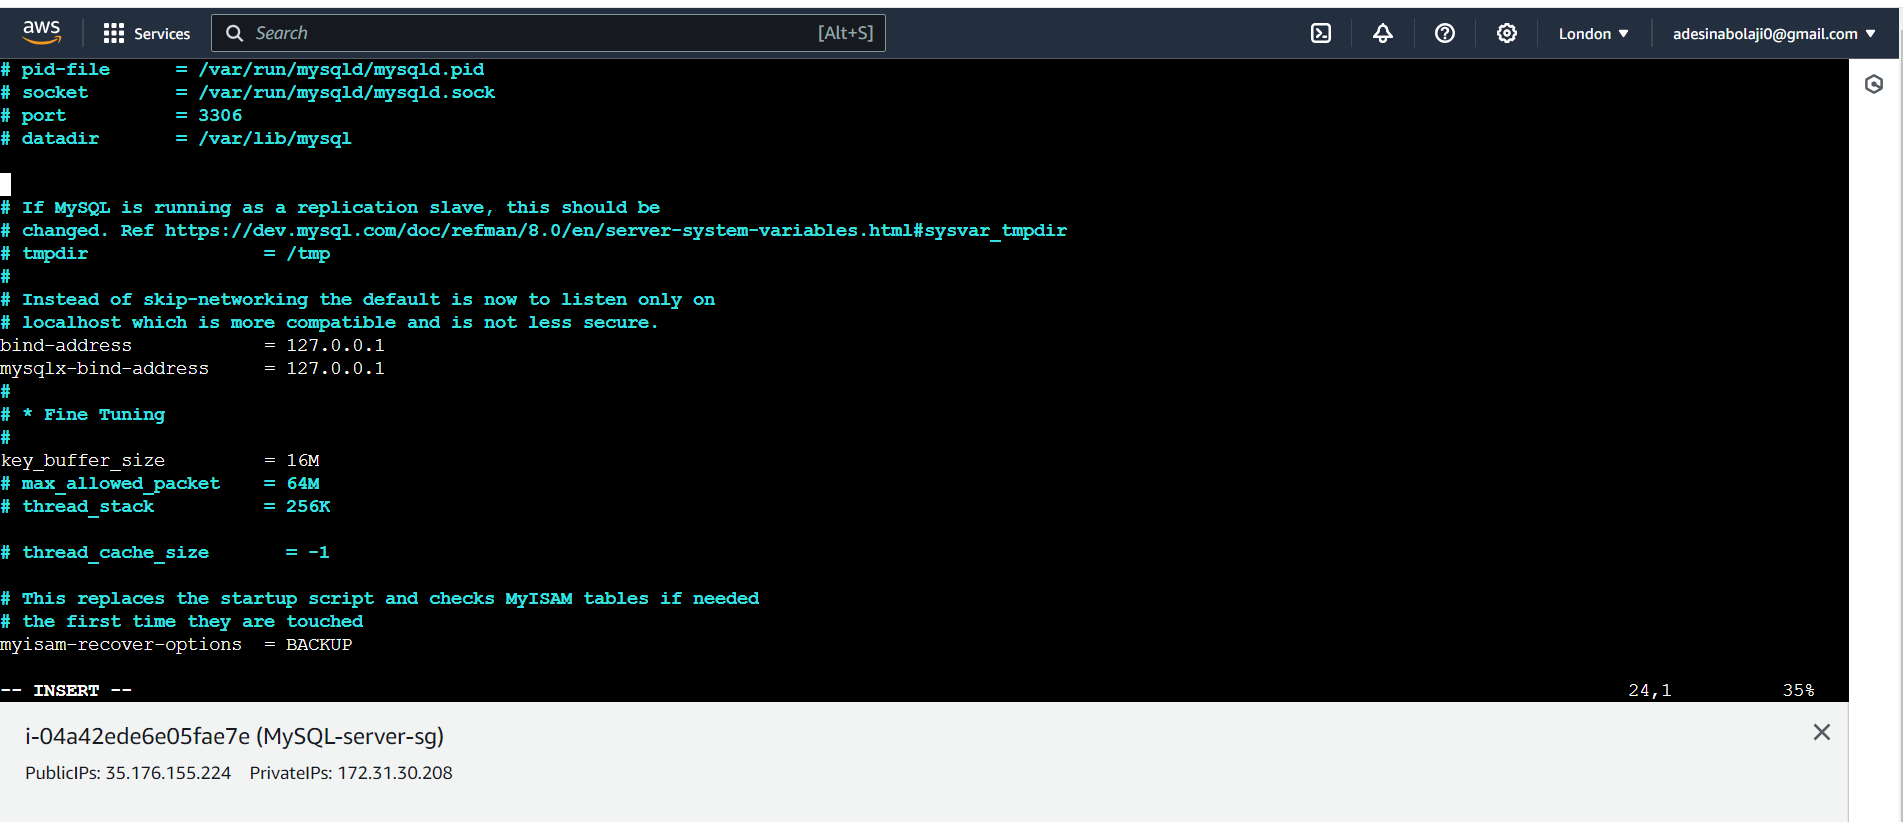 aws Services Search [Alt+S] London adesinabolaji0@gmail.com
# pid-file = /var/run/mysqld/mysqld.pid
# socket = /var/run/mysqld/mysqld.sock
# port = 3306
# datadir = /var/lib/mysql
# If MySQL is running as a replication slave, this should be
# changed. Ref https://dev.mysql.com/doc/refman/8.0/en/server-system-variables.html#sysvar_tmpdir
# tmpdir = /tmp
#
# Instead of skip-networking the default is now to listen only on
# localhost which is more compatible and is not less secure.
bind-address = 127.0.0.1
mysqlx-bind-address = 127.0.0.1
#
# * Fine Tuning
#
key_buffer_size = 16M
# max_allowed_packet = 64M
# thread_stack = 256K
# thread_cache_size = -1
# This replaces the startup script and checks MyISAM tables if needed
# the first time they are touched
myisam-recover-options = BACKUP
-- INSERT -- 24,1 35%
i-04a42ede6e05fae7e (MySQL-server-sg)
PublicIPs: 35.176.155.224 PrivateIPs: 172.31.30.208